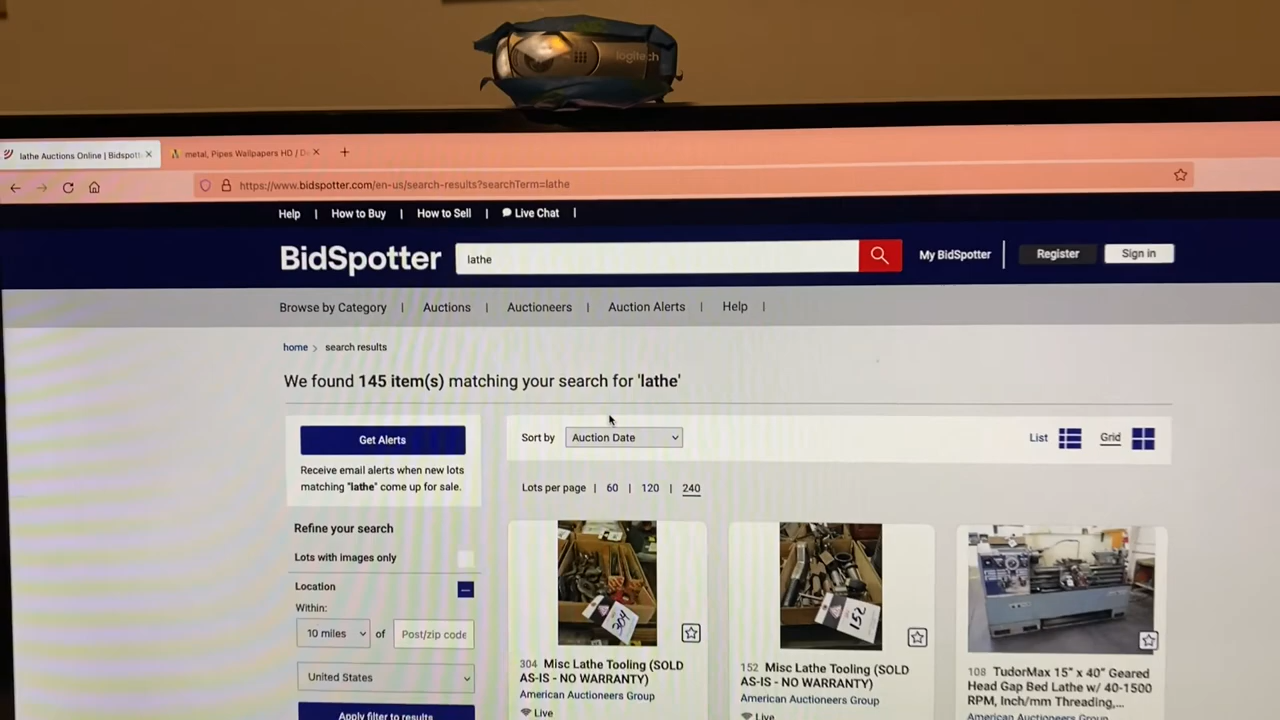 logitech
lathe Auctions Online | Bidspott
metal, Pipes Wallpapers HD / D
https://www.bidspotter.com/en-us/search-results?searchTerm=lathe
Help | How to Buy | How to Sell | Live Chat |
BidSpotter
lathe
My BidSpotter
Register
Sign in
Browse by Category | Auctions | Auctioneers | Auction Alerts | Help |
home > search results
We found 145 item(s) matching your search for 'lathe'
Get Alerts
Receive email alerts when new lots
matching "lathe" come up for sale.
Sort by
Auction Date
List
Grid
Lots per page | 60 | 120 | 240
Refine your search
Lots with images only
Location
Within:
10 miles
of
Post/zip code
United States
Apply filter to results
304
304 Misc Lathe Tooling (SOLD
AS-IS - NO WARRANTY)
American Auctioneers Group
Live
152
152 Misc Lathe Tooling (SOLD
AS-IS - NO WARRANTY)
American Auctioneers Group
Live
108 TudorMax 15" x 40" Geared
Head Gap Bed Lathe w/ 40-1500
RPM, Inch/mm Threading,...
American Auctioneers Group